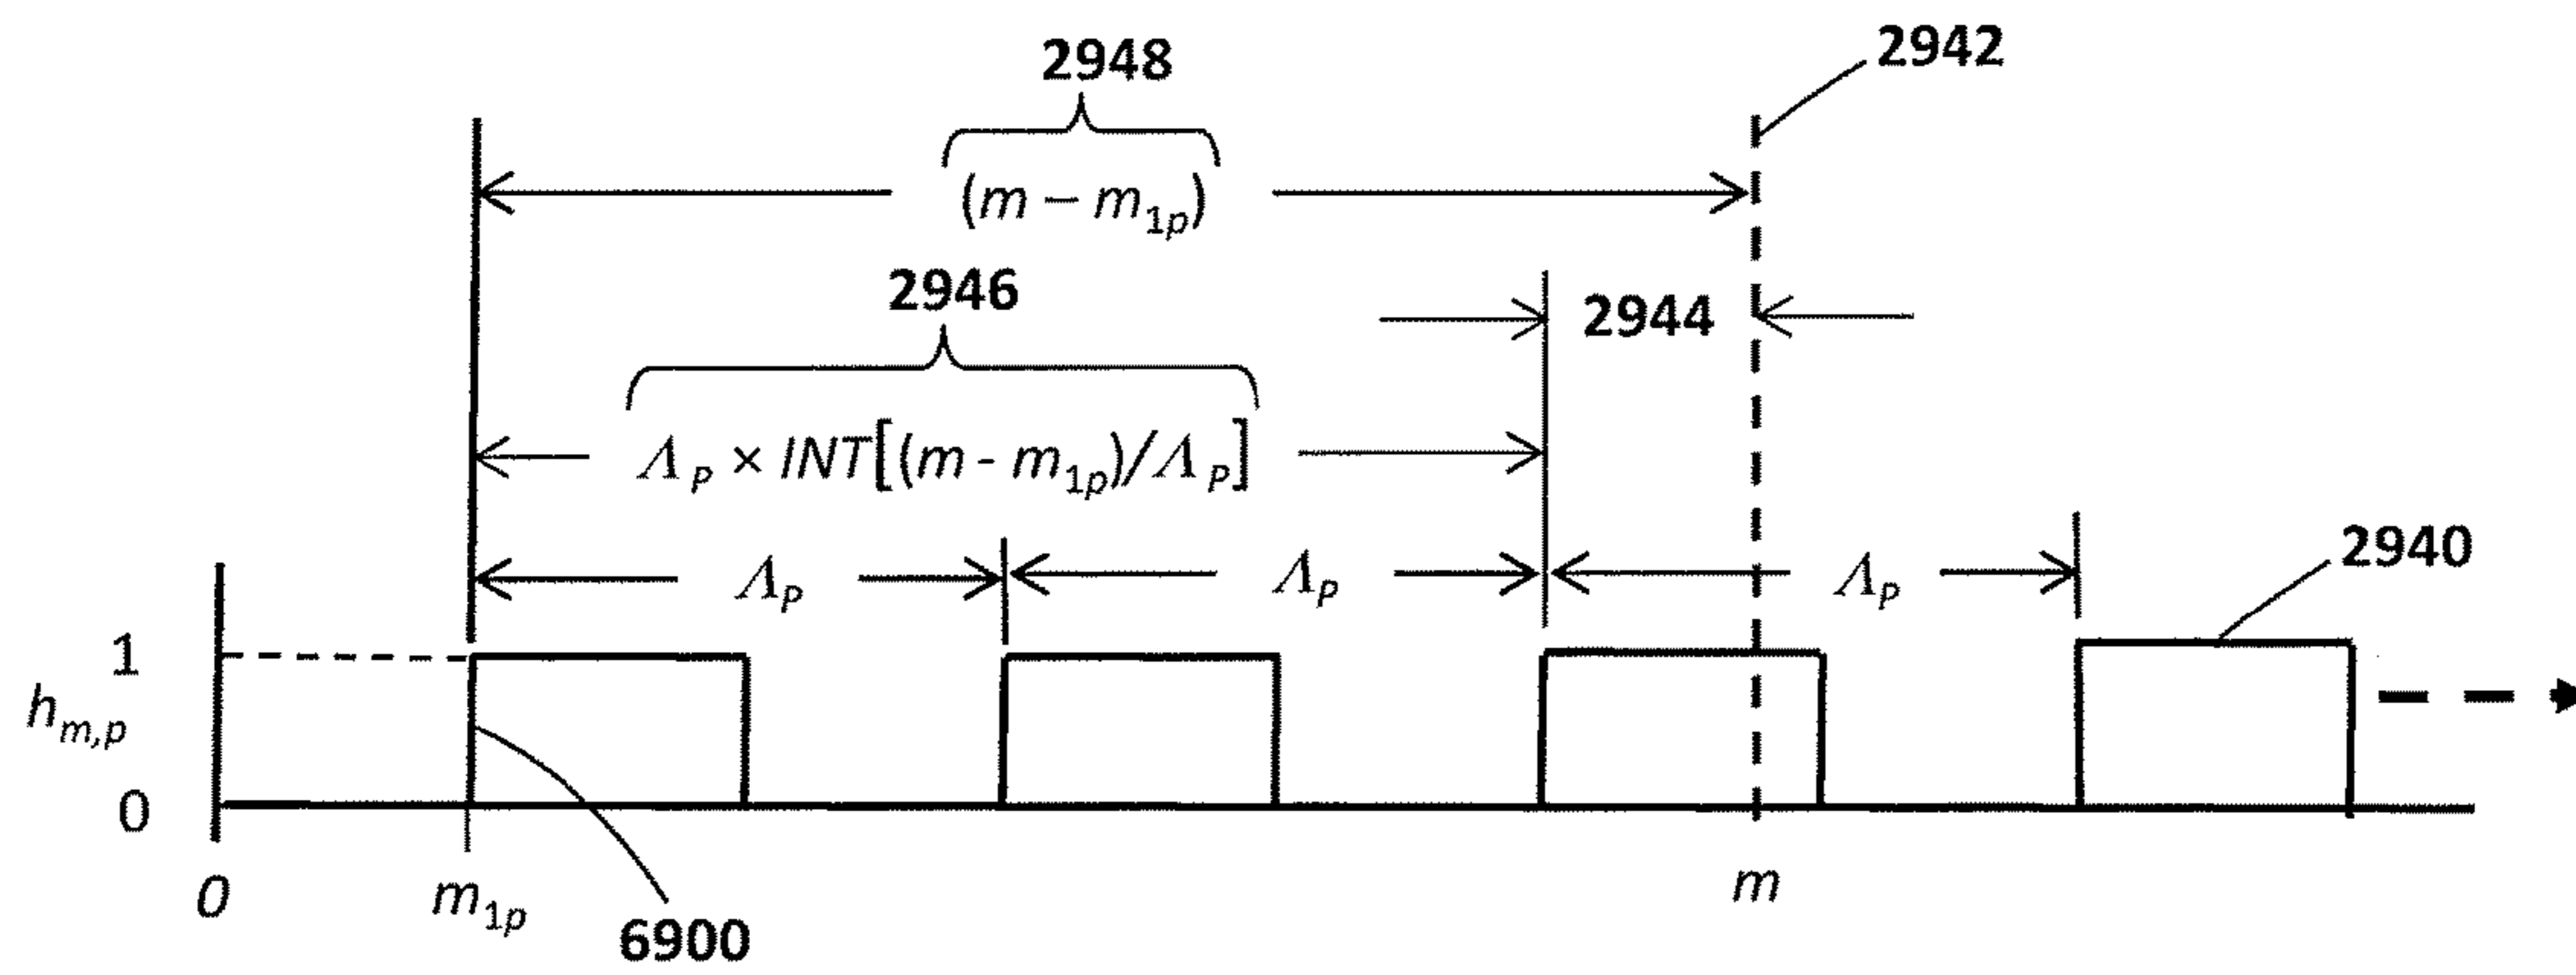 2948
2942
(m – m1p)
2946
2944
ΛP × INT[(m - m1p)/ΛP]
ΛP
ΛP
ΛP
2940
1
hm,p
0
0
m1p
m
6900